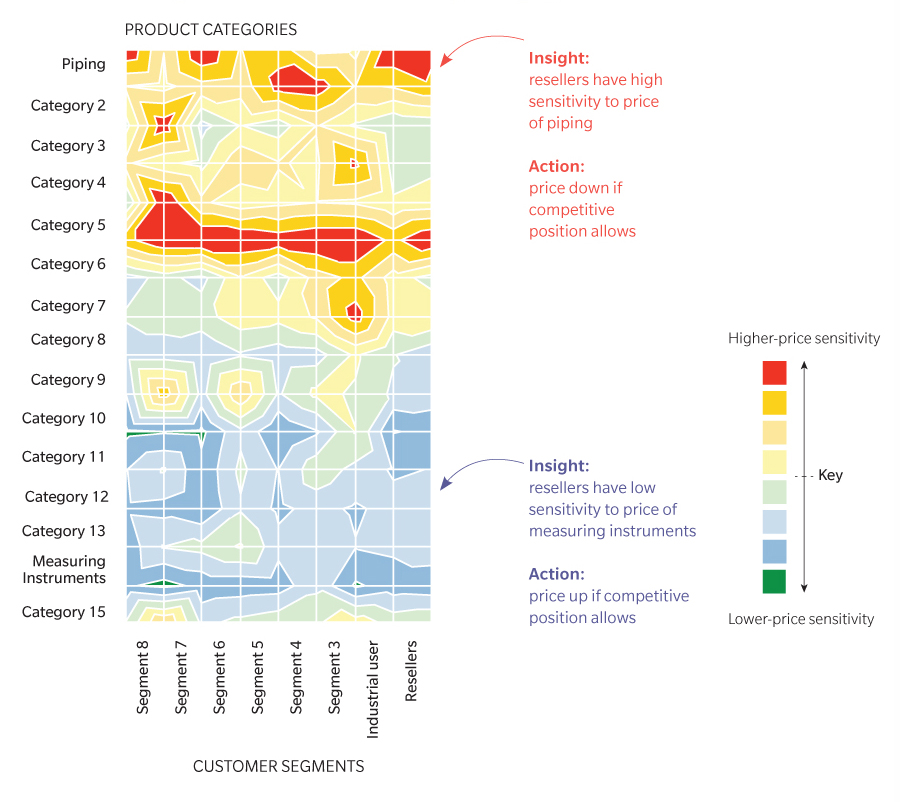 PRODUCT CATEGORIES
Piping
Category 2
Category 3
Category 4
Category 5
Category 6
Category 7
Category 8
Category 9
Category 10
Category 11
Category 12
Category 13
Measuring
Instruments
Category 15
Segment 8
Segment 7
Segment 6
Segment 5
Segment 4
Segment 3
Industrial user
Resellers
CUSTOMER SEGMENTS
Insight:
resellers have high
sensitivity to price
of piping
Action:
price down if
competitive
position allows
Insight:
resellers have low
sensitivity to price of
measuring instruments
Action:
price up if competitive
position allows
Higher-price sensitivity
Key
Lower-price sensitivity